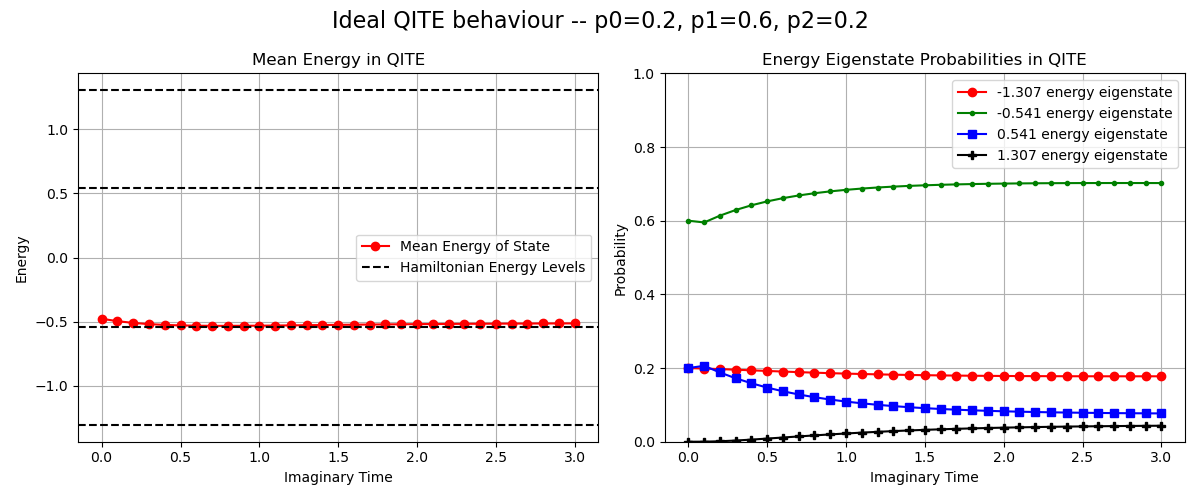 Ideal QITE behaviour -- p0=0.2, p1=0.6, p2=0.2
Mean Energy in QITE
Energy
1.0
0.5
0.0
−0.5
−1.0
Mean Energy of State
Hamiltonian Energy Levels
0.0
0.5
1.0
1.5
2.0
2.5
3.0
Imaginary Time
Energy Eigenstate Probabilities in QITE
Probability
1.0
0.8
0.6
0.4
0.2
0.0
-1.307 energy eigenstate
-0.541 energy eigenstate
0.541 energy eigenstate
1.307 energy eigenstate
0.0
0.5
1.0
1.5
2.0
2.5
3.0
Imaginary Time